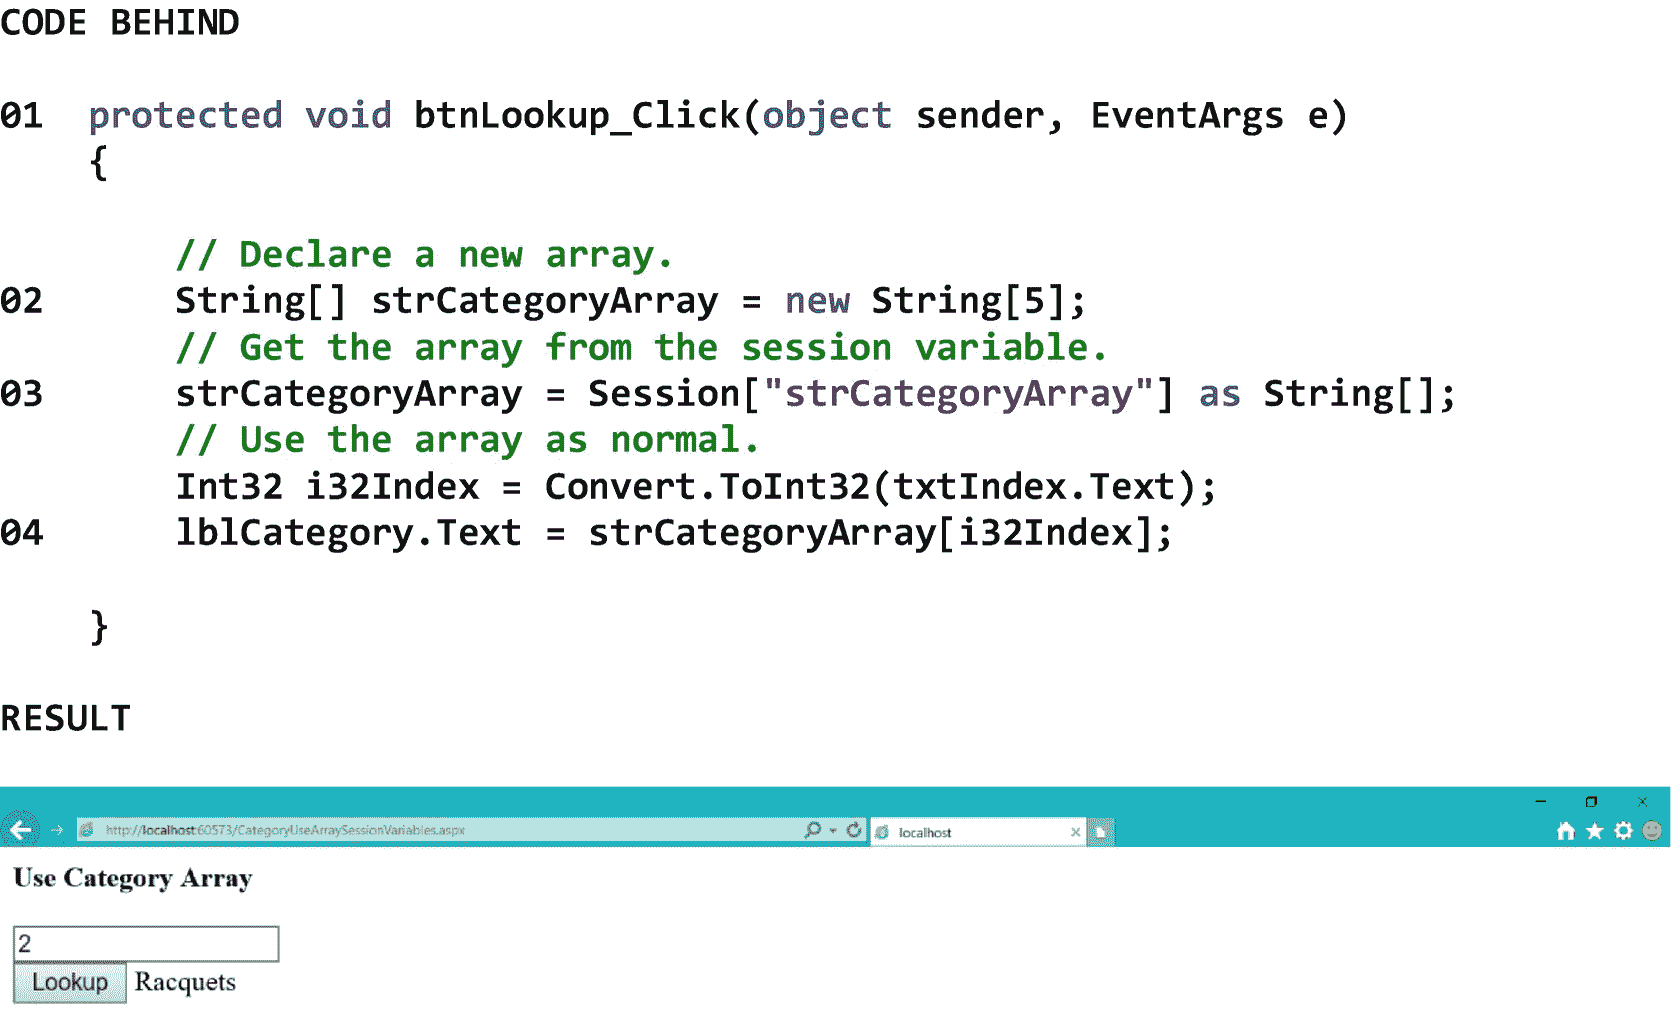 CODE BEHIND
01 protected void btnLookup_Click(object sender, EventArgs e)
{
// Declare a new array.
02 String[] strCategoryArray = new String[5];
// Get the array from the session variable.
03 strCategoryArray = Session["strCategoryArray"] as String[];
// Use the array as normal.
Int32 i32Index = Convert.ToInt32(txtIndex.Text);
04 lblCategory.Text = strCategoryArray[i32Index];
}
RESULT
http://localhost:60573/CategoryUseArraySessionVariables.aspx localhost
Use Category Array
2
Lookup Racquets